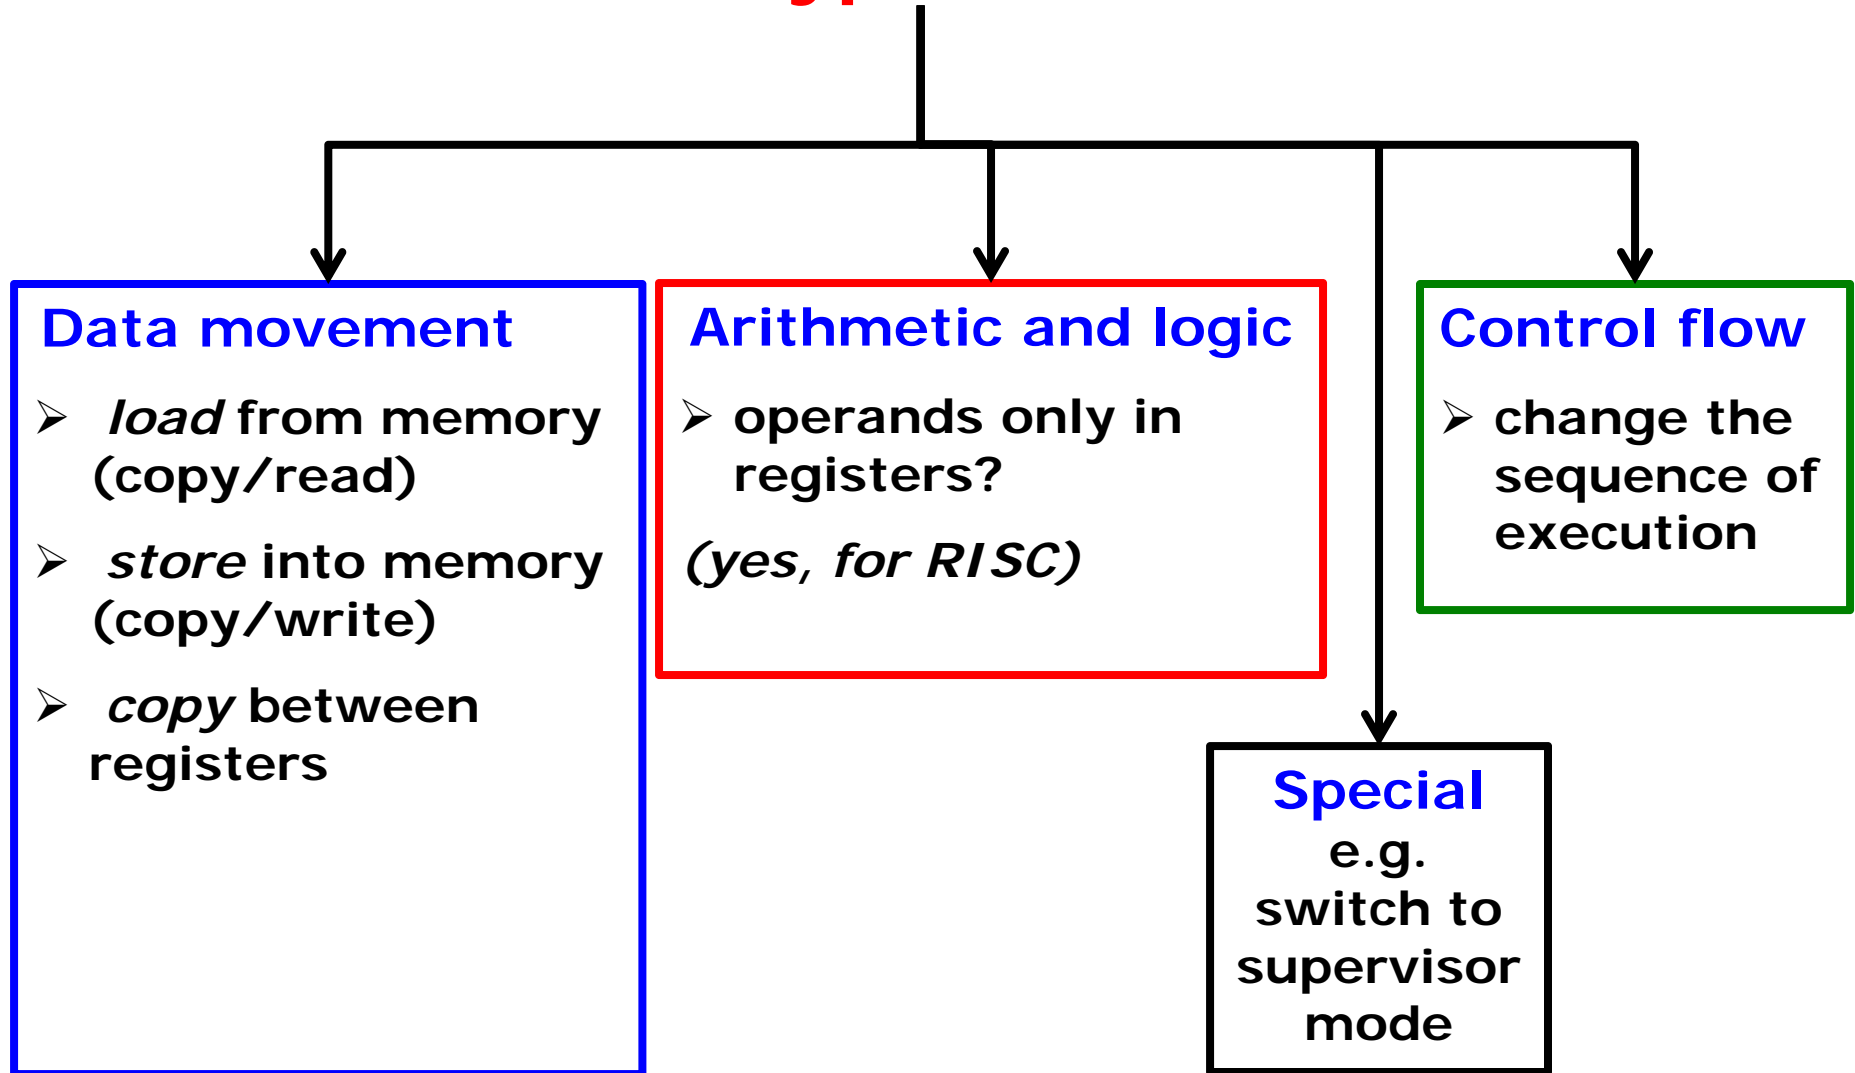 Data movement
➢ load from memory
(copy/read)
➢ store into memory
(copy/write)
➢ copy between
registers
Arithmetic and logic
➢ operands only in
registers?
(yes, for RISC)
Control flow
➢ change the
sequence of
execution
Special
e.g.
switch to
supervisor
mode